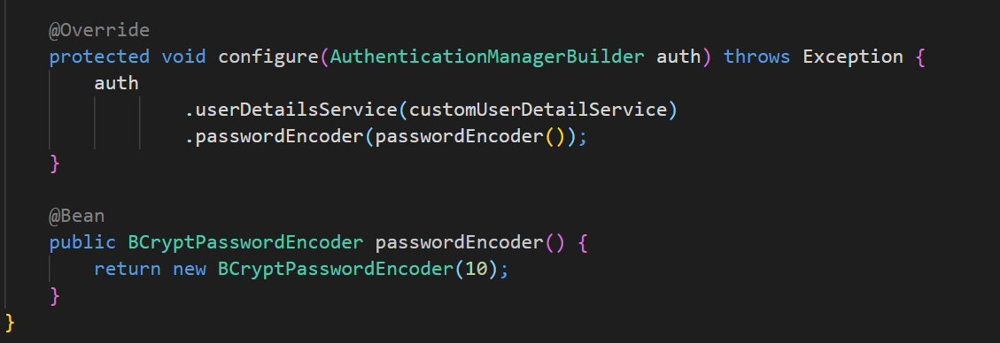 @Override
protected void configure(AuthenticationManagerBuilder auth) throws Exception {
auth
.userDetailsService(customUserDetailService)
.passwordEncoder(passwordEncoder());
}
@Bean
public BCryptPasswordEncoder passwordEncoder() {
return new BCryptPasswordEncoder(10);
}
}